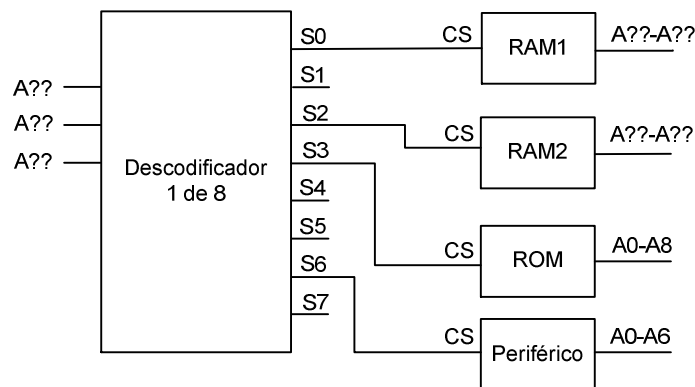 A??
A??
A??
Descodificador
1 de 8
S0
S1
S2
S3
S4
S5
S6
S7
CS
RAM1
A??-A??
CS
RAM2
A??-A??
CS
ROM
A0-A8
CS
Periférico
A0-A6